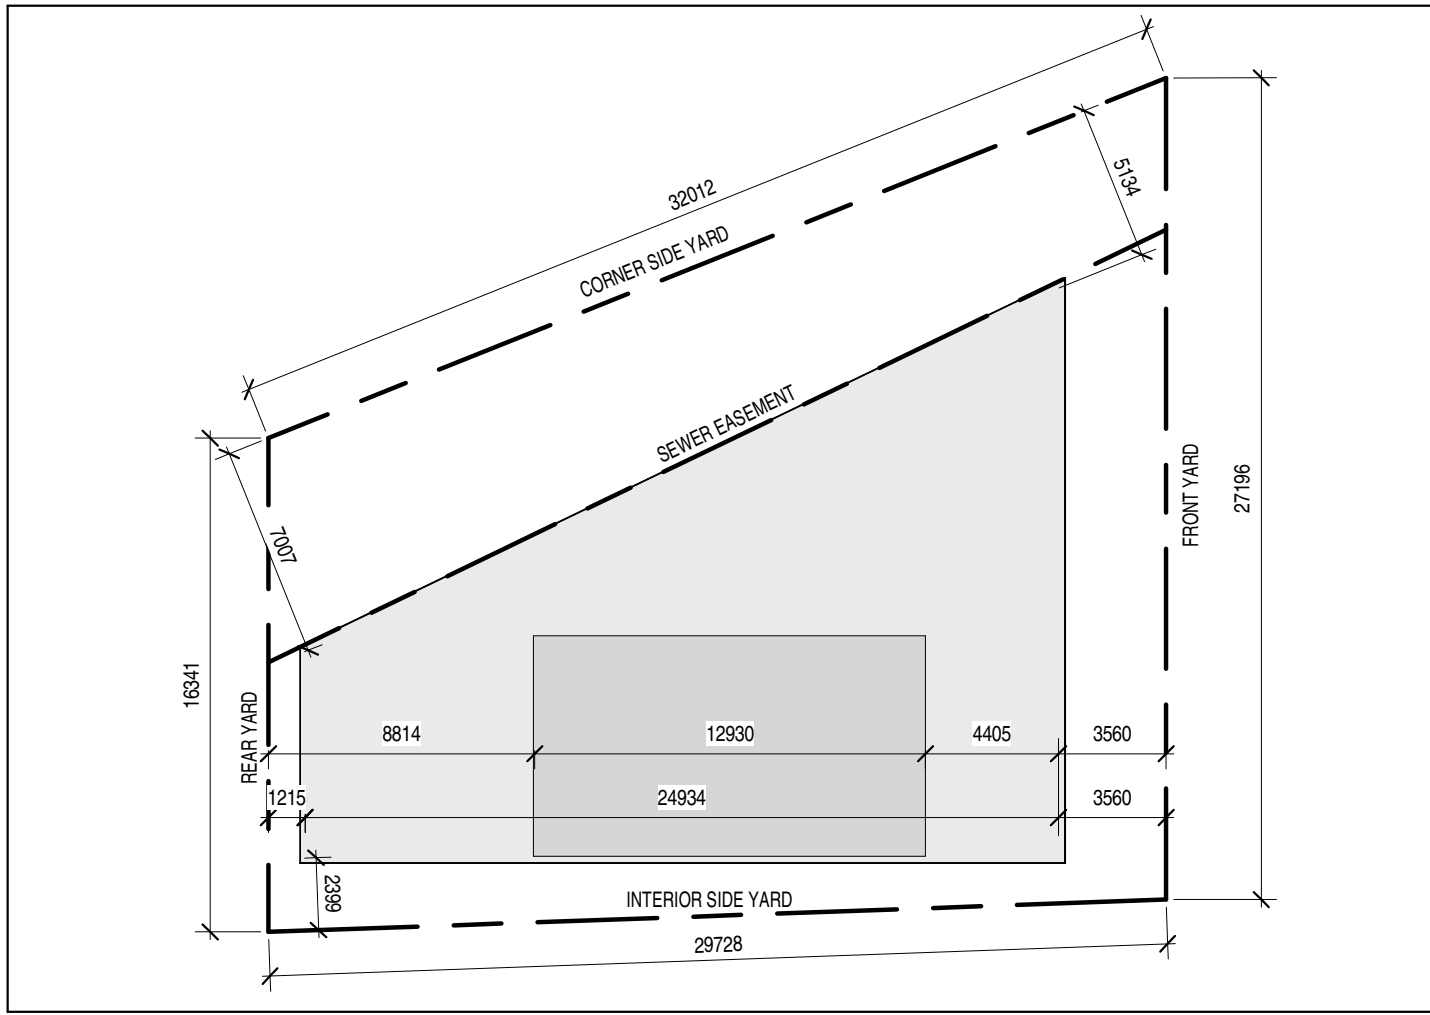 32012
5134
CORNER SIDE YARD
SEWER EASEMENT
7007
FRONT YARD
27196
16341
REAR YARD
8814
12930
4405
3560
1215
24934
3560
2399
INTERIOR SIDE YARD
29728